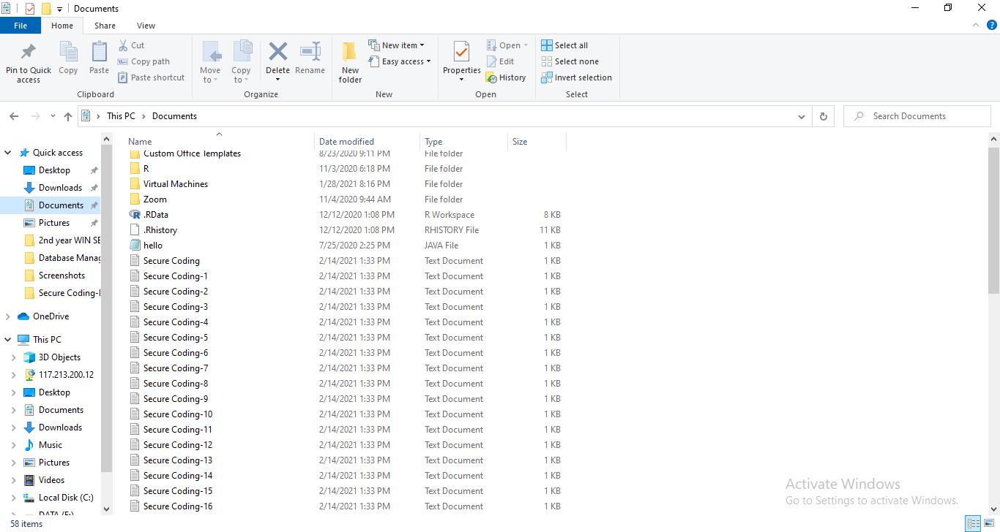 Documents
File Home Share View
Pin to Quick access
Copy
Paste
Cut
Copy path
Paste shortcut
Clipboard
Move to
Copy to
Delete
Rename
Organize
New folder
New item
Easy access
New
Properties
Open
Edit
History
Open
Select all
Select none
Invert selection
Select
This PC Documents
Search Documents
Quick access
Desktop
Downloads
Documents
Pictures
2nd year WIN SE
Database Manag
Screenshots
Secure Coding-
OneDrive
This PC
3D Objects
117.213.200.12
Desktop
Documents
Downloads
Music
Pictures
Videos
Local Disk (C:)
DATA (E:)
Name Date modified Type Size
Custom Office Templates 8/23/2020 9:11 PM File folder
R 11/3/2020 6:18 PM File folder
Virtual Machines 1/28/2021 8:16 PM File folder
Zoom 11/4/2020 9:44 AM File folder
.RData 12/12/2020 1:08 PM R Workspace 8 KB
.Rhistory 12/12/2020 1:08 PM RHISTORY File 11 KB
hello 7/25/2020 2:25 PM JAVA File 1 KB
Secure Coding 2/14/2021 1:33 PM Text Document 1 KB
Secure Coding-1 2/14/2021 1:33 PM Text Document 1 KB
Secure Coding-2 2/14/2021 1:33 PM Text Document 1 KB
Secure Coding-3 2/14/2021 1:33 PM Text Document 1 KB
Secure Coding-4 2/14/2021 1:33 PM Text Document 1 KB
Secure Coding-5 2/14/2021 1:33 PM Text Document 1 KB
Secure Coding-6 2/14/2021 1:33 PM Text Document 1 KB
Secure Coding-7 2/14/2021 1:33 PM Text Document 1 KB
Secure Coding-8 2/14/2021 1:33 PM Text Document 1 KB
Secure Coding-9 2/14/2021 1:33 PM Text Document 1 KB
Secure Coding-10 2/14/2021 1:33 PM Text Document 1 KB
Secure Coding-11 2/14/2021 1:33 PM Text Document 1 KB
Secure Coding-12 2/14/2021 1:33 PM Text Document 1 KB
Secure Coding-13 2/14/2021 1:33 PM Text Document 1 KB
Secure Coding-14 2/14/2021 1:33 PM Text Document 1 KB
Secure Coding-15 2/14/2021 1:33 PM Text Document 1 KB
Secure Coding-16 2/14/2021 1:33 PM Text Document 1 KB
Activate Windows
Go to Settings to activate Windows.
58 items